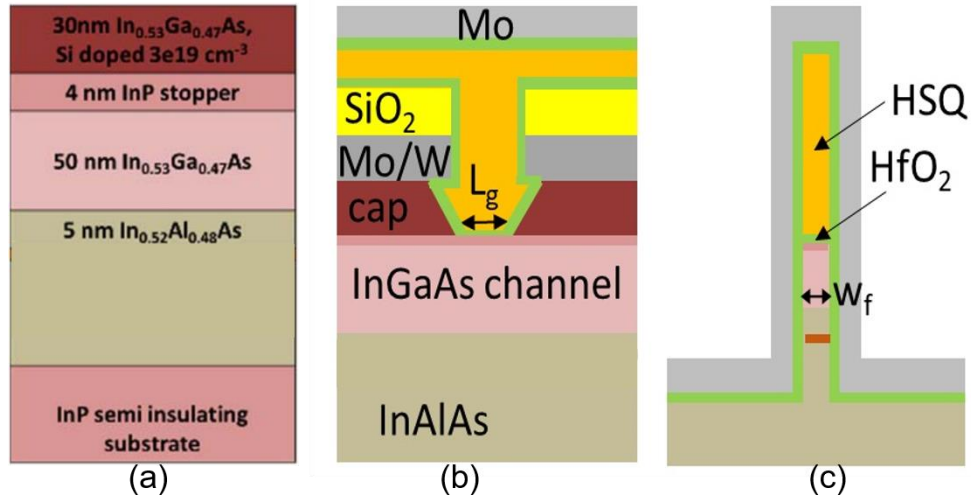 30nm In0.53Ga0.47As,
Si doped 3e19 cm-3
4 nm InP stopper
50 nm In0.53Ga0.47As
5 nm In0.52Al0.48As
InP semi insulating
substrate
(a)
Mo
SiO2
Mo/W
Lg
cap
InGaAs channel
InAlAs
(b)
HSQ
HfO2
Wf
(c)